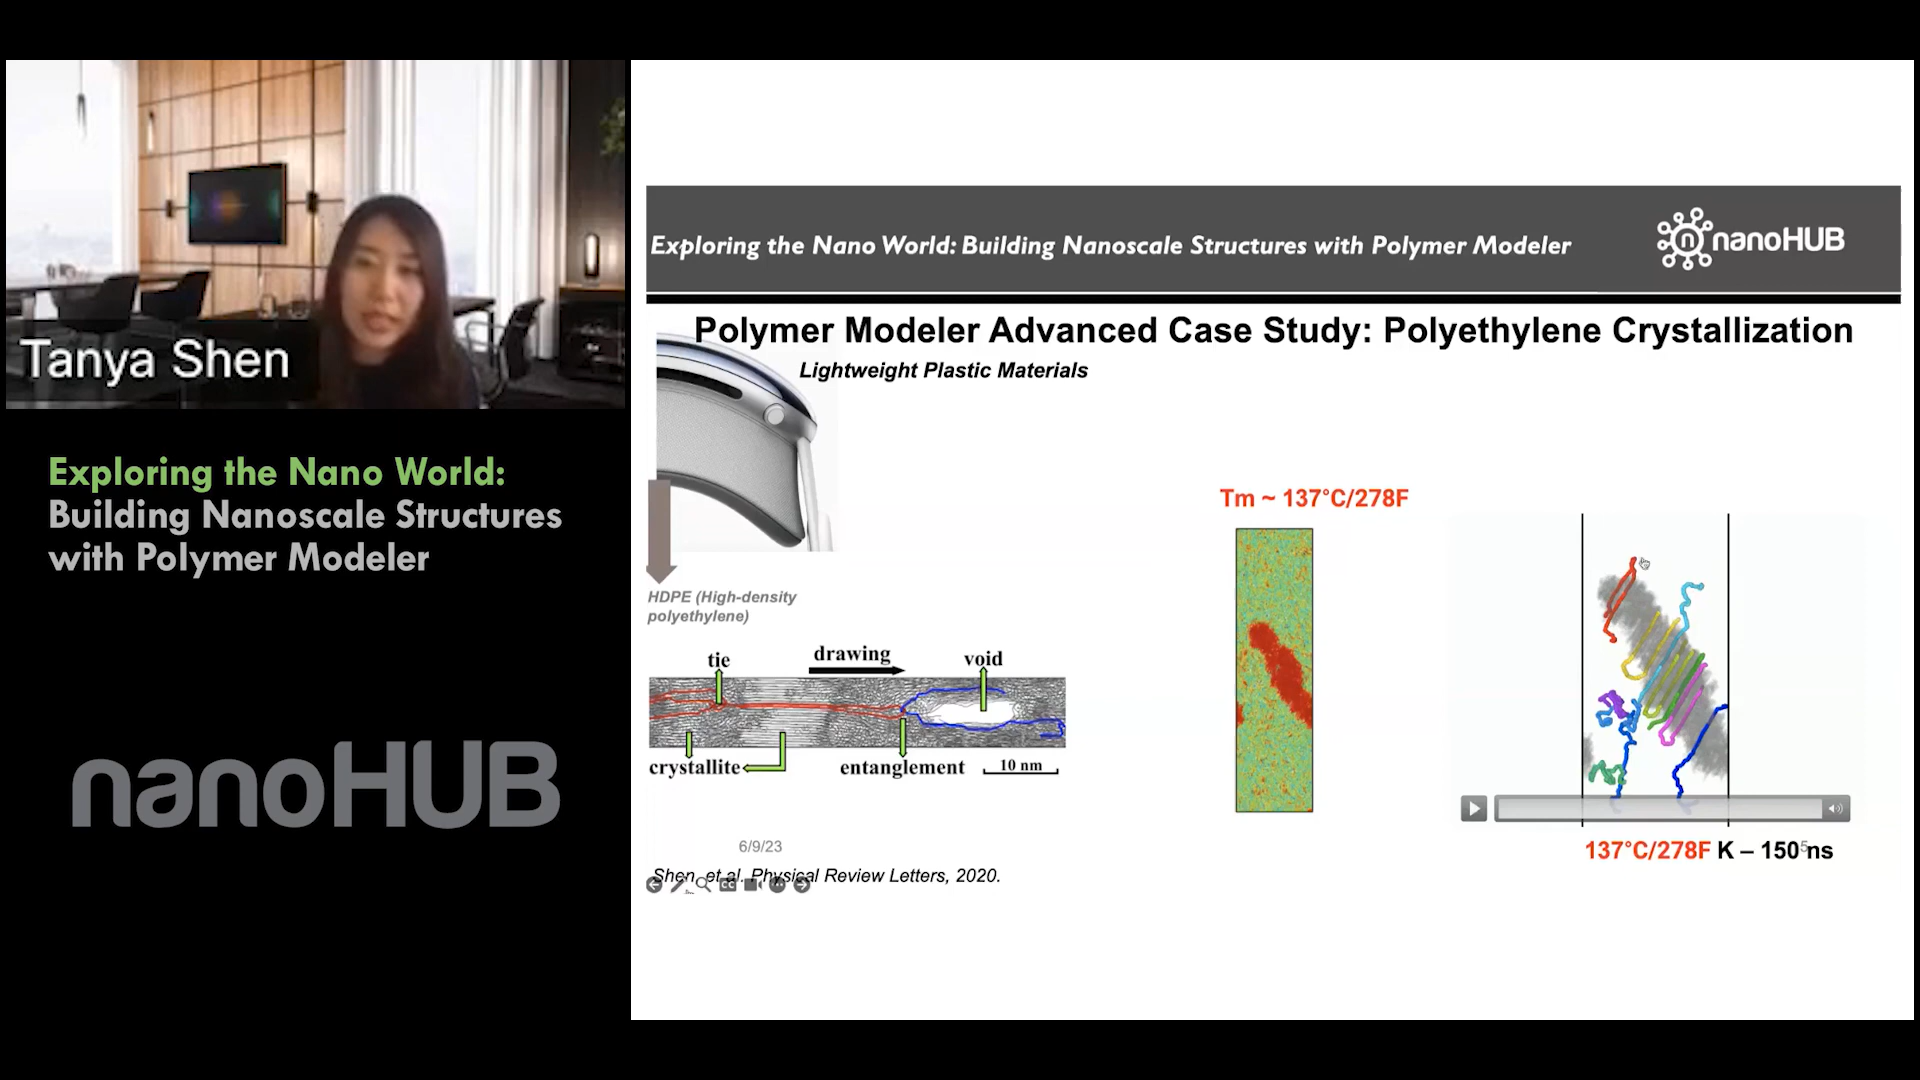 Tanya Shen
Exploring the Nano World:
Building Nanoscale Structures
with Polymer Modeler
nanoHUB
Exploring the Nano World: Building Nanoscale Structures with Polymer Modeler
n nanoHUB
Polymer Modeler Advanced Case Study: Polyethylene Crystallization
Lightweight Plastic Materials
Tm ~ 137°C/278F
HDPE (High-density
polyethylene)
tie
drawing
void
crystallite
entanglement
10 nm
137°C/278F K – 150 ns
5
6/9/23
Shen, et al. Physical Review Letters, 2020.
CC